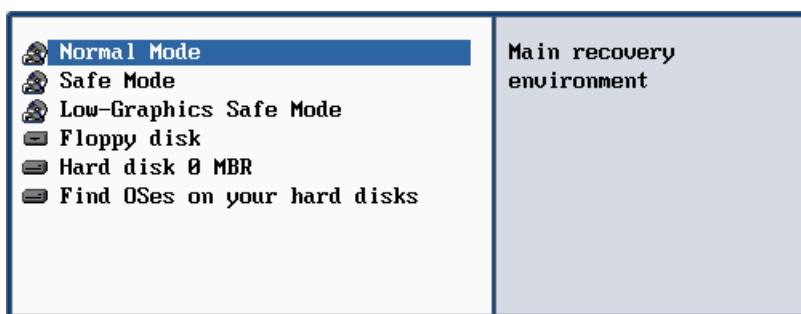 Normal Mode
Safe Mode
Low-Graphics Safe Mode
Floppy disk
Hard disk 0 MBR
Find OSes on your hard disks
Main recovery
environment